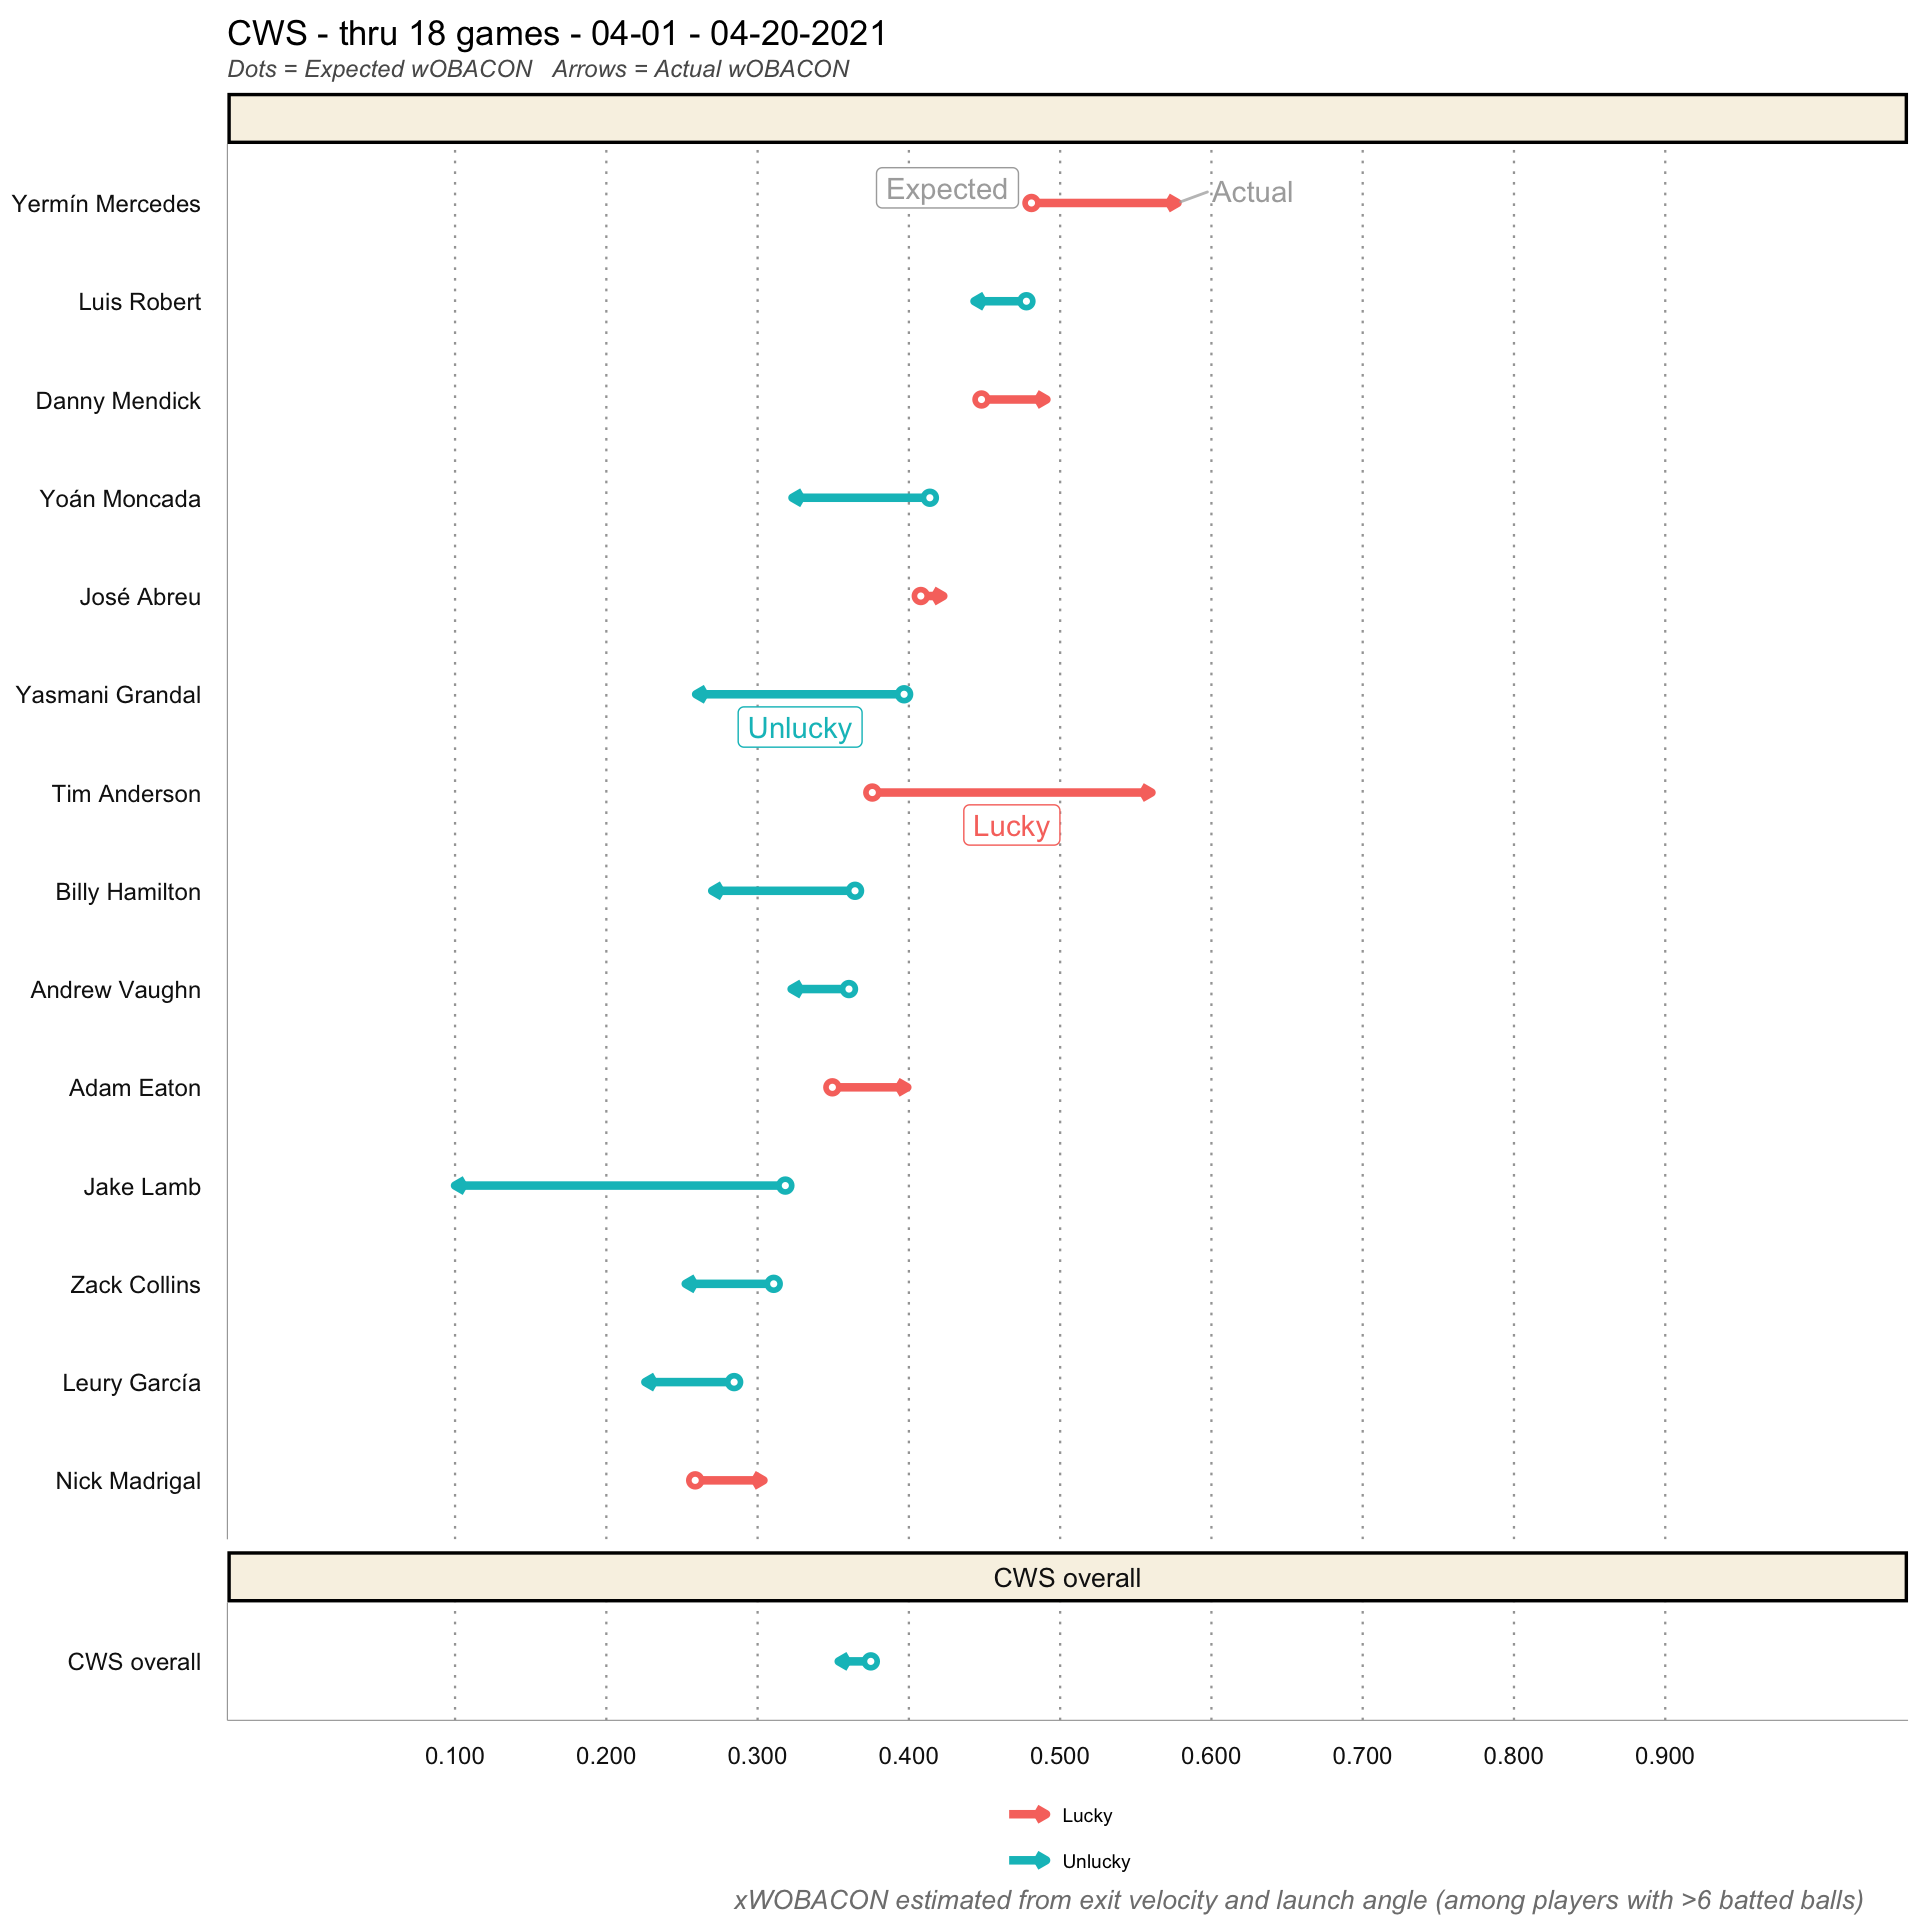 CWS - thru 18 games - 04-01 - 04-20-2021
Dots = Expected wOBACON   Arrows = Actual wOBACON
Yermín Mercedes
Expected
Actual
Luis Robert
Danny Mendick
Yoán Moncada
José Abreu
Yasmani Grandal
Unlucky
Tim Anderson
Lucky
Billy Hamilton
Andrew Vaughn
Adam Eaton
Jake Lamb
Zack Collins
Leury García
Nick Madrigal
CWS overall
CWS overall
0.100 0.200 0.300 0.400 0.500 0.600 0.700 0.800 0.900
Lucky
Unlucky
xWOBACON estimated from exit velocity and launch angle (among players with >6 batted balls)